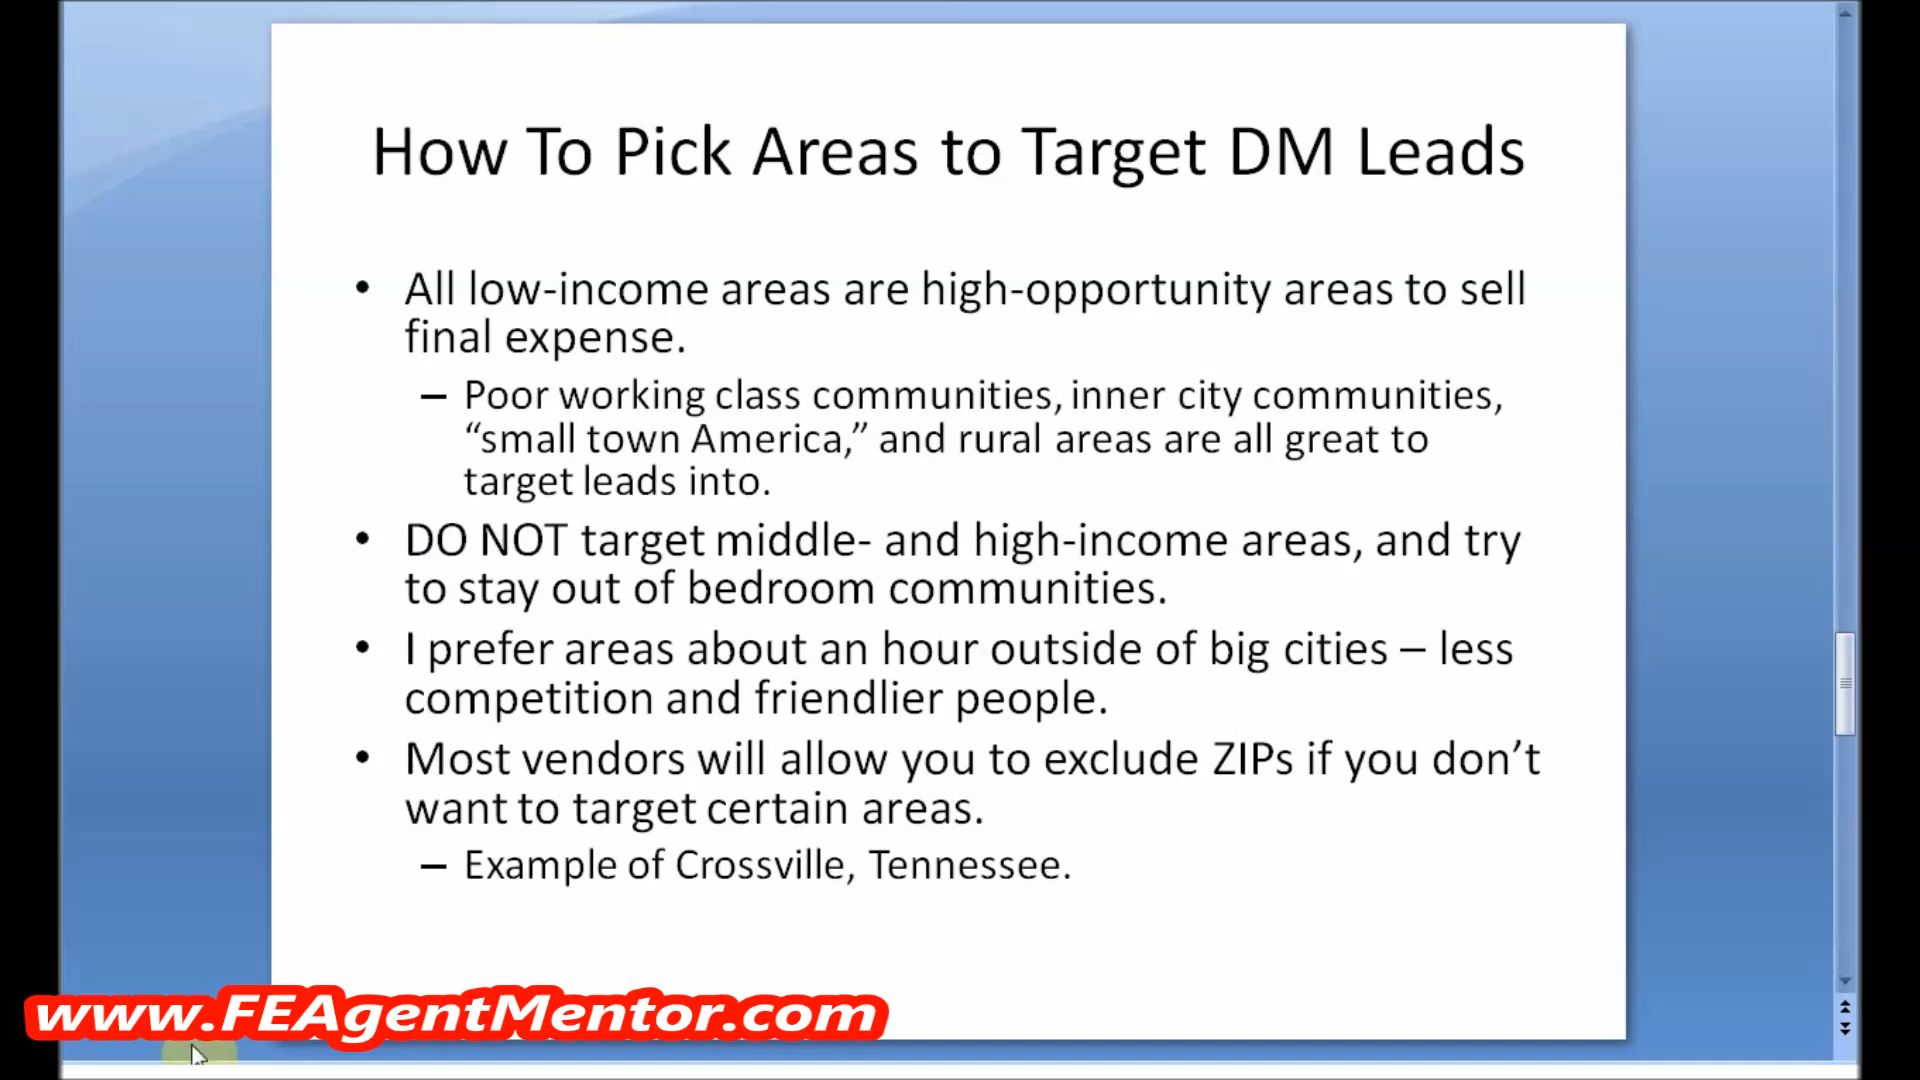 How To Pick Areas to Target DM Leads
• All low-income areas are high-opportunity areas to sell
final expense.
– Poor working class communities, inner city communities,
“small town America,” and rural areas are all great to
target leads into.
• DO NOT target middle- and high-income areas, and try
to stay out of bedroom communities.
• I prefer areas about an hour outside of big cities – less
competition and friendlier people.
• Most vendors will allow you to exclude ZIPs if you don’t
want to target certain areas.
– Example of Crossville, Tennessee.
www.FEAgentMentor.com